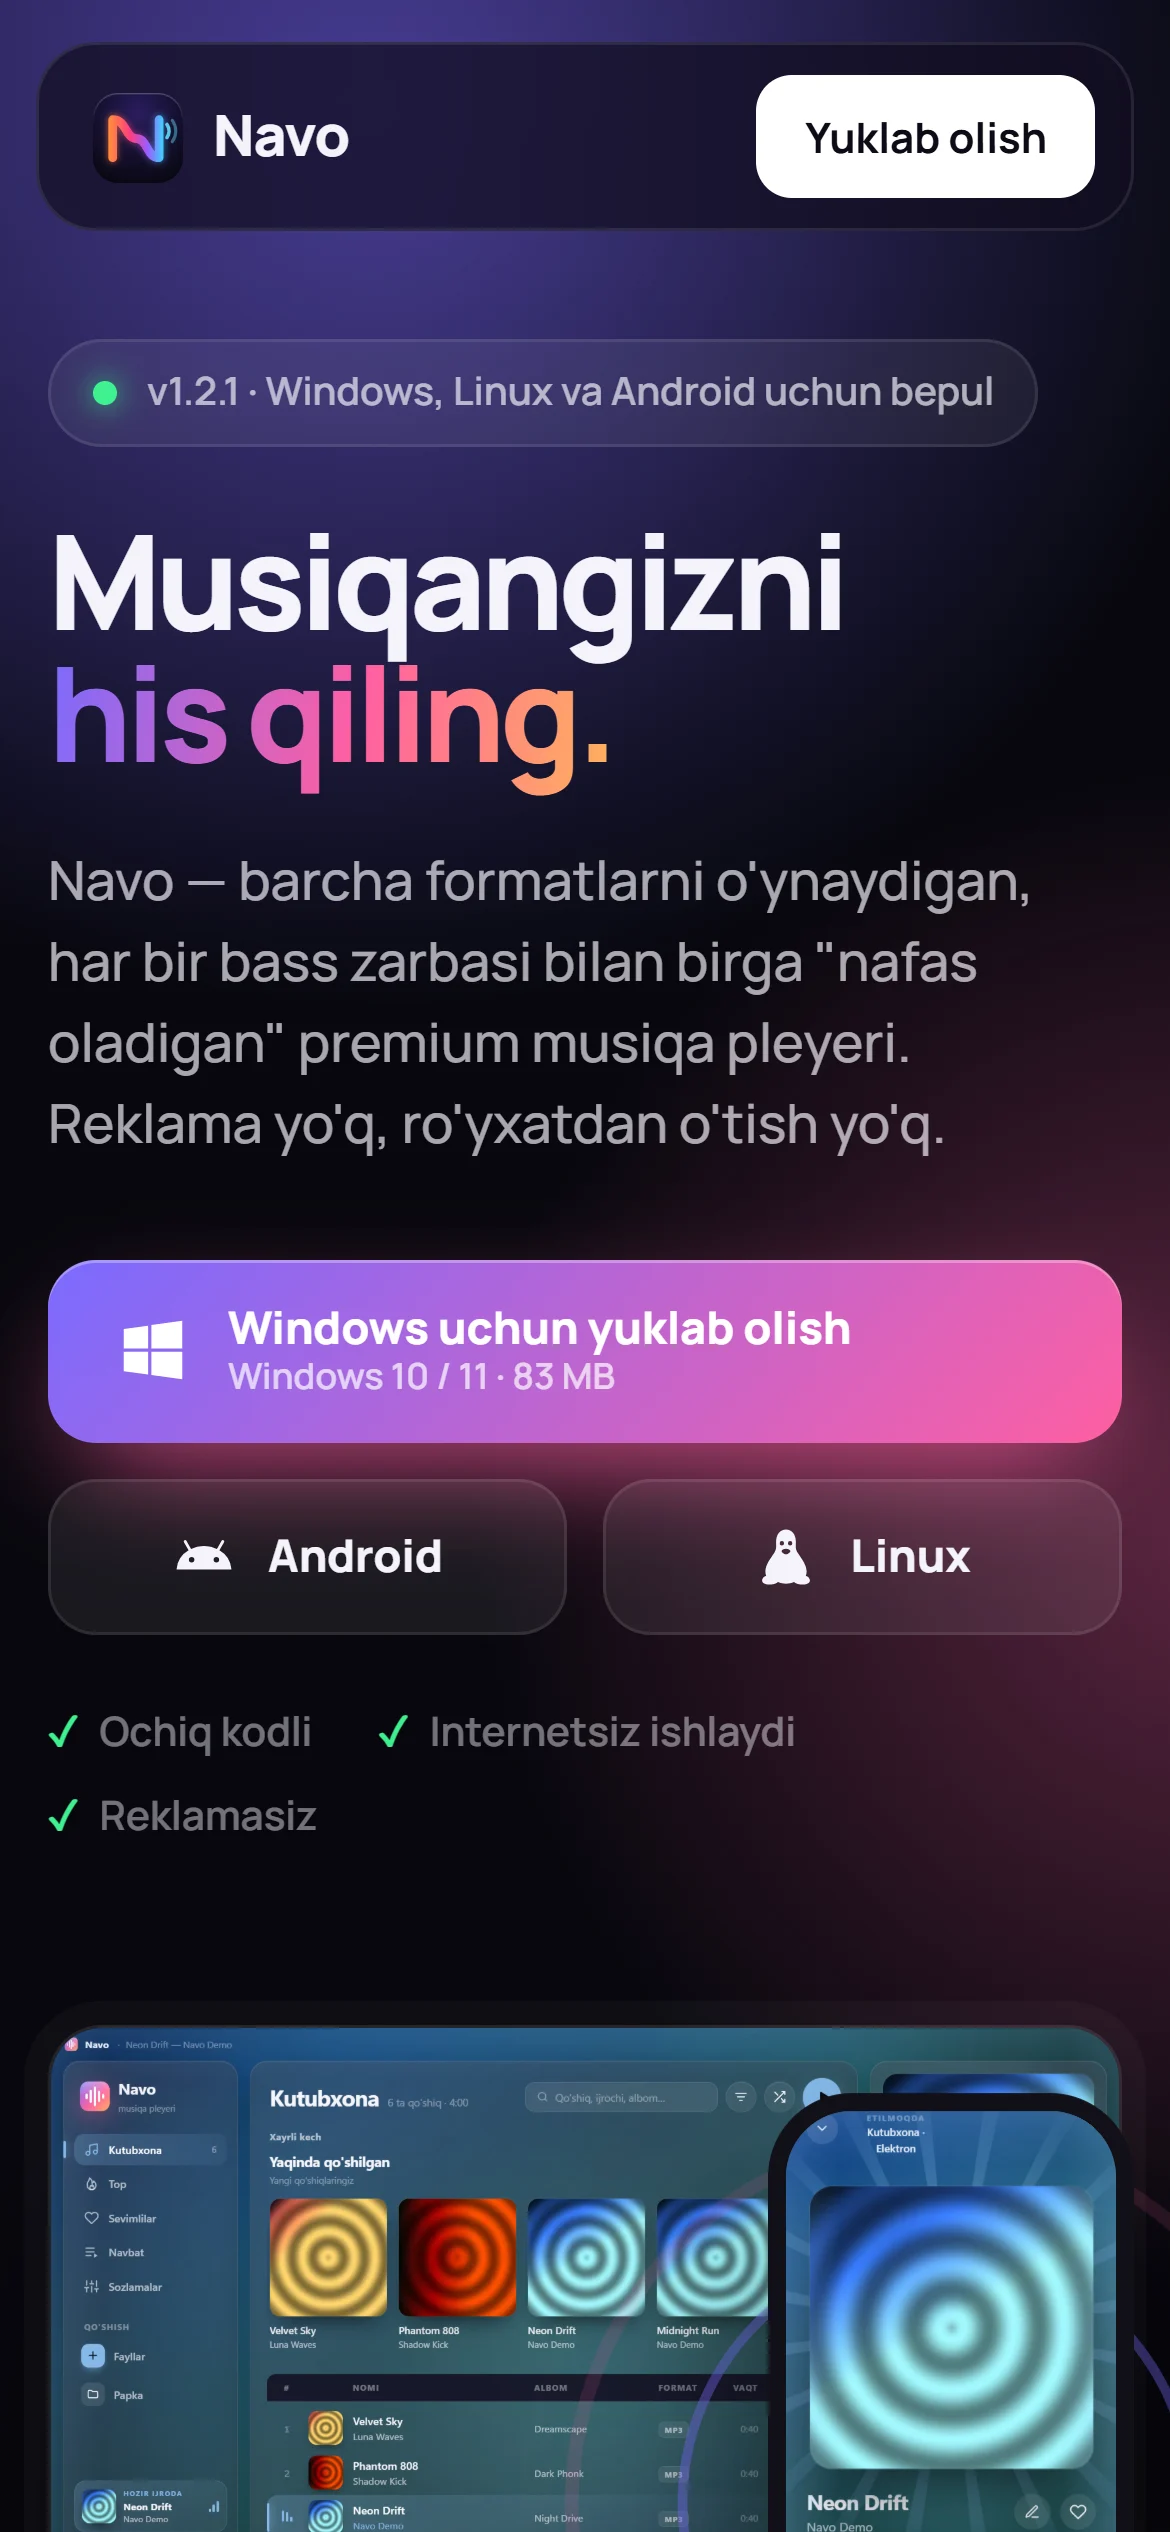 Navo
Yuklab olish
v1.2.1 · Windows, Linux va Android uchun bepul
Musiqangizni
his qiling.
Navo — barcha formatlarni o'ynaydigan,
har bir bass zarbasi bilan birga "nafas
oladigan" premium musiqa pleyeri.
Reklama yo'q, ro'yxatdan o'tish yo'q.
Windows uchun yuklab olish
Windows 10 / 11 · 83 MB
Android
Linux
✓ Ochiq kodli ✓ Internetsiz ishlaydi
✓ Reklamasiz
Navo · Neon Drift — Navo Demo
Navo
musiqa pleyeri
Kutubxona 6
Top
Sevimlilar
Navbat
Sozlamalar
QO'SHISH
Fayllar
Papka
HOZIR IJRODA
Neon Drift
Navo Demo
Kutubxona 6 ta qo'shiq · 4:00
Qo'shiq, ijrochi, albom...
Xayrli kech
Yaqinda qo'shilgan
Yangi qo'shiqlaringiz
Velvet Sky
Luna Waves
Phantom 808
Shadow Kick
Neon Drift
Navo Demo
Midnight Run
Navo Demo
# NOMI ALBOM FORMAT VAQT
1 Velvet Sky Dreamscape MP3 0:40
Luna Waves
2 Phantom 808 Dark Phonk MP3 0:40
Shadow Kick
Neon Drift Night Drive MP3 0:40
Navo Demo
ETILMOQDA
Kutubxona ·
Elektron
Neon Drift
Navo Demo